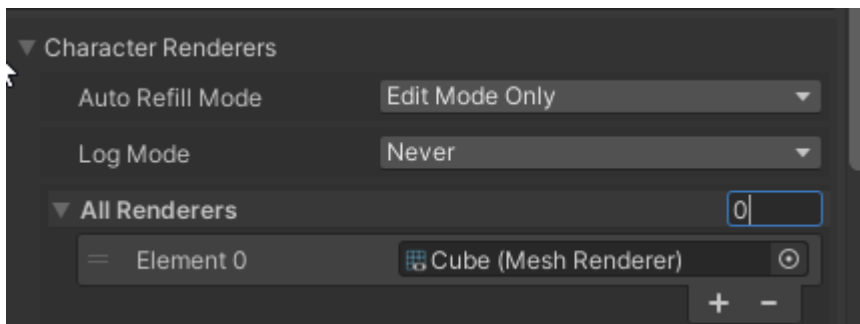 Character Renderers
Auto Refill Mode Edit Mode Only
Log Mode Never
All Renderers 0
Element 0 Cube (Mesh Renderer)
+ -